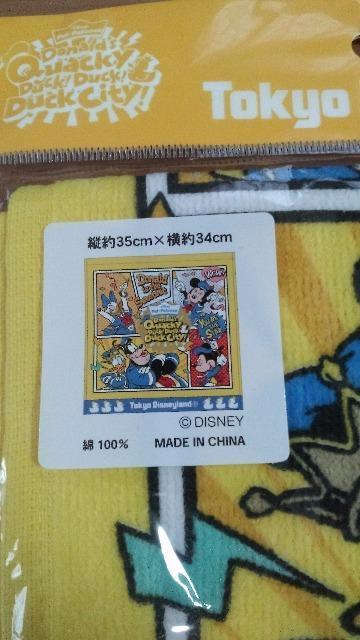 Donald's
Quacky
Duck! Duck!
Duck City!
Tokyo
縦約35cm×横約34cm
Donald's
Quacky
Duck City!
Tokyo Disneyland
© DISNEY
綿 100% MADE IN CHINA